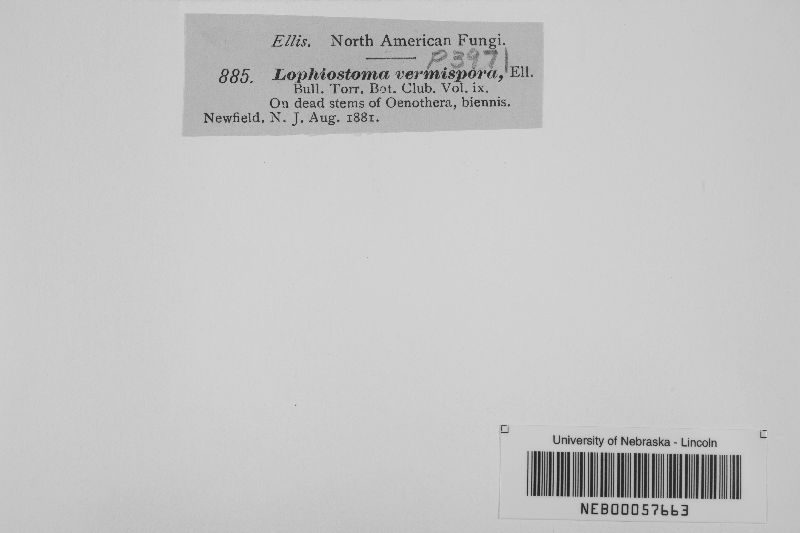 Ellis. North American Fungi.
P3971
885. Lophiostoma vermispora, Ell.
Bull. Torr. Bot. Club. Vol. ix.
On dead stems of Oenothera, biennis.
Newfield, N. J. Aug. 1881.
University of Nebraska - Lincoln
NEB00057663